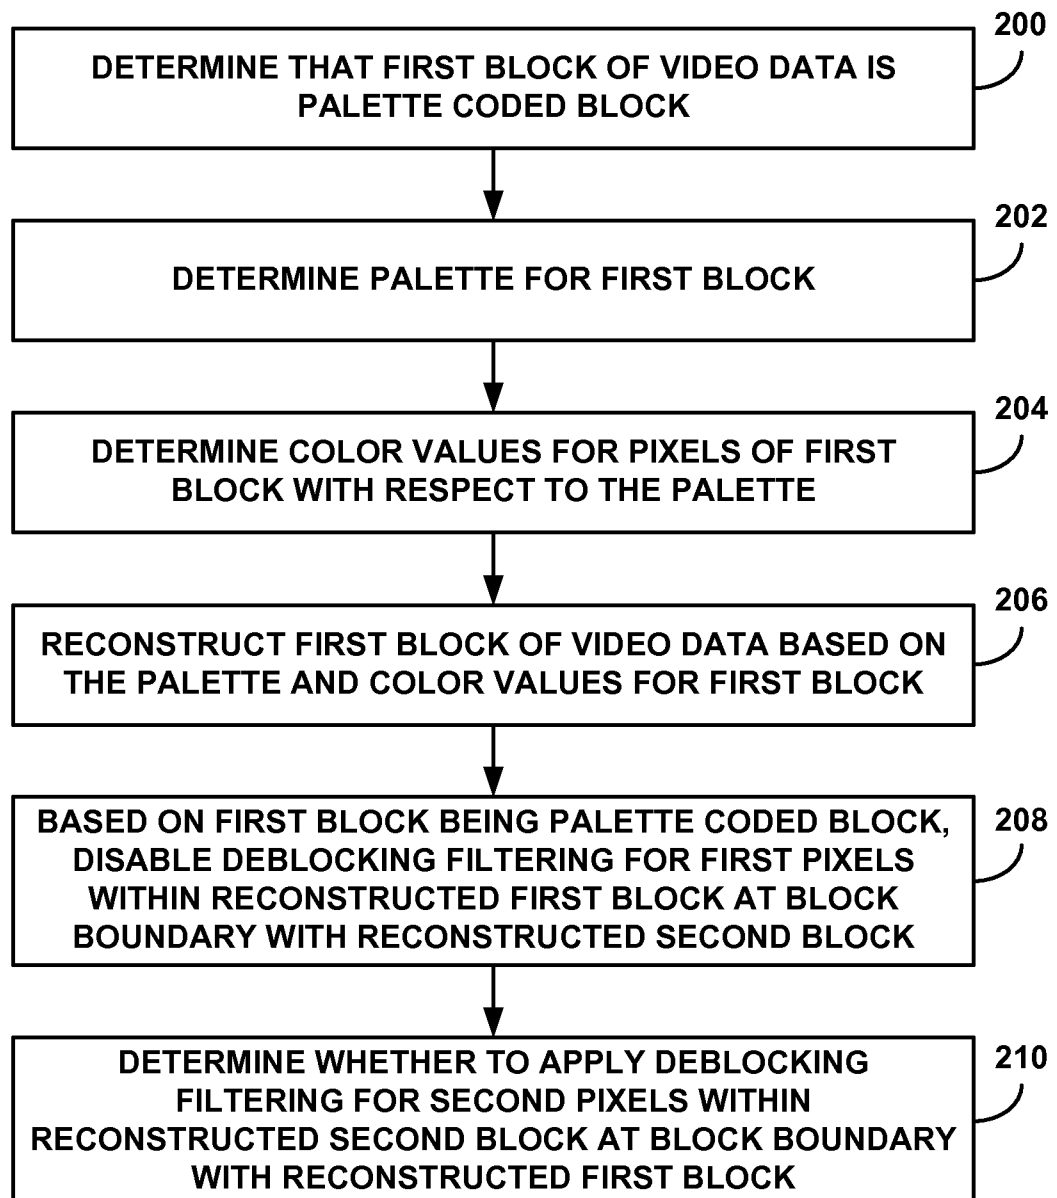 200
DETERMINE THAT FIRST BLOCK OF VIDEO DATA IS
PALETTE CODED BLOCK
202
DETERMINE PALETTE FOR FIRST BLOCK
204
DETERMINE COLOR VALUES FOR PIXELS OF FIRST
BLOCK WITH RESPECT TO THE PALETTE
206
RECONSTRUCT FIRST BLOCK OF VIDEO DATA BASED ON
THE PALETTE AND COLOR VALUES FOR FIRST BLOCK
208
BASED ON FIRST BLOCK BEING PALETTE CODED BLOCK,
DISABLE DEBLOCKING FILTERING FOR FIRST PIXELS
WITHIN RECONSTRUCTED FIRST BLOCK AT BLOCK
BOUNDARY WITH RECONSTRUCTED SECOND BLOCK
210
DETERMINE WHETHER TO APPLY DEBLOCKING
FILTERING FOR SECOND PIXELS WITHIN
RECONSTRUCTED SECOND BLOCK AT BLOCK BOUNDARY
WITH RECONSTRUCTED FIRST BLOCK